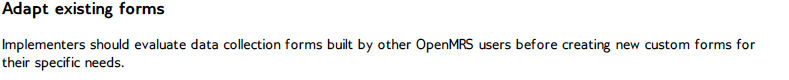 Adapt existing forms
Implementers should evaluate data collection forms built by other OpenMRS users before creating new custom forms for
their specific needs.